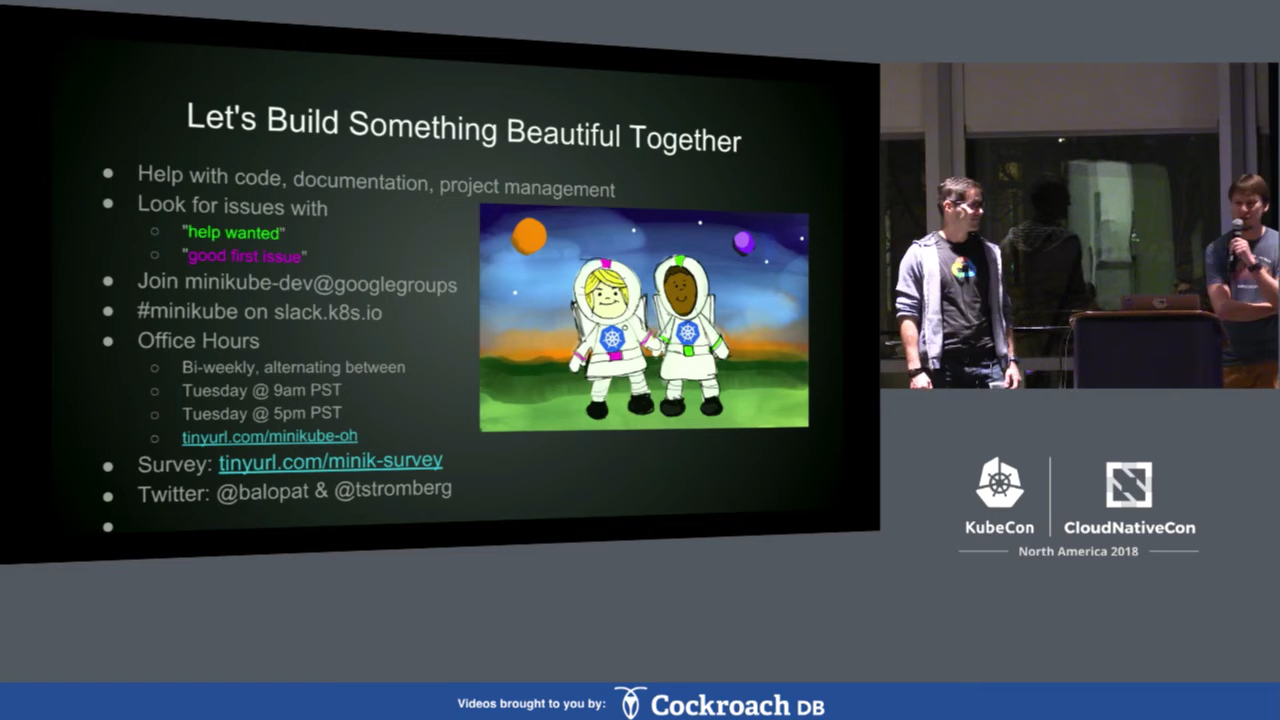 Let's Build Something Beautiful Together
Help with code, documentation, project management
Look for issues with
"help wanted"
"good first issue"
Join minikube-dev@googlegroups
#minikube on slack.k8s.io
Office Hours
Bi-weekly, alternating between
Tuesday @ 9am PST
Tuesday @ 5pm PST
tinyurl.com/minikube-oh
Survey: tinyurl.com/minik-survey
Twitter: @balopat & @tstromberg
KubeCon
CloudNativeCon
North America 2018
Videos brought to you by:
Cockroach DB